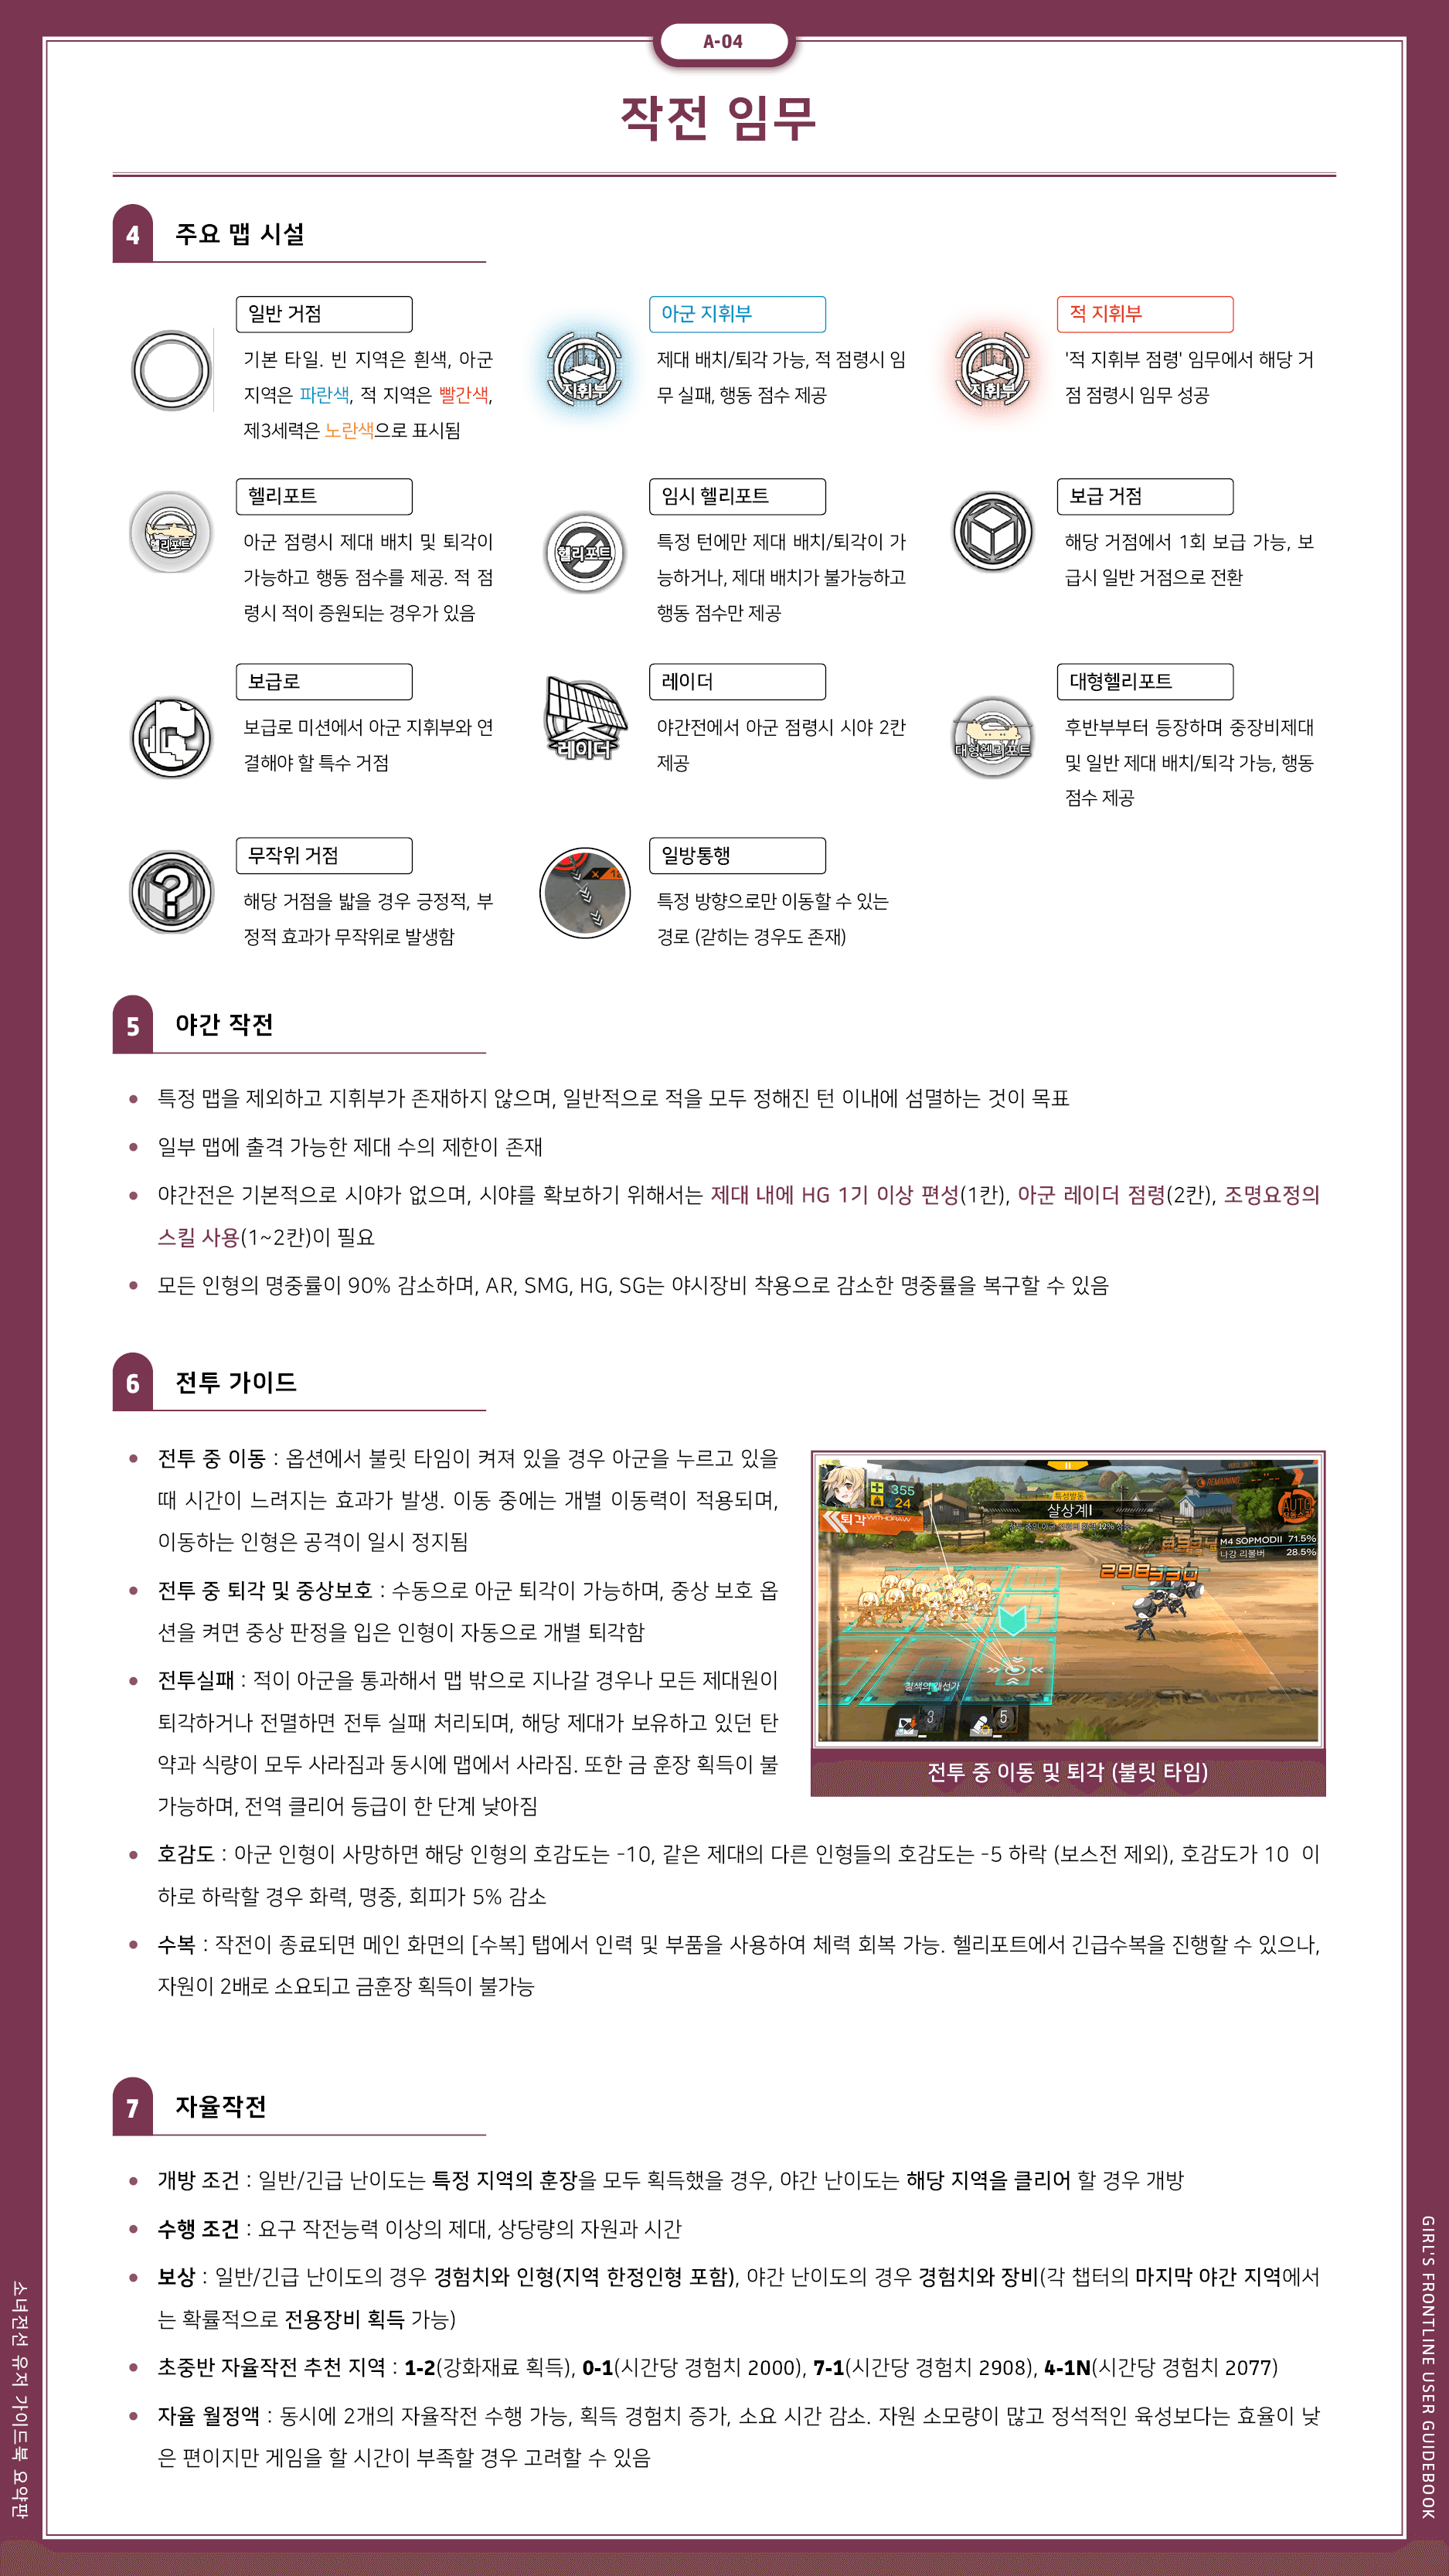 A-04
작전 임무
4 주요 맵 시설
일반 거점
기본 타일. 빈 지역은 흰색, 아군
지역은 파란색, 적 지역은 빨간색,
제3세력은 노란색으로 표시됨
지휘부
아군 지휘부
제대 배치/퇴각 가능, 적 점령시 임
무 실패, 행동 점수 제공
지휘부
적 지휘부
'적 지휘부 점령' 임무에서 해당 거
점 점령시 임무 성공
헬리포트
헬리포트
아군 점령시 제대 배치 및 퇴각이
가능하고 행동 점수를 제공. 적 점
령시 적이 증원되는 경우가 있음
헬리포트
임시 헬리포트
특정 턴에만 제대 배치/퇴각이 가
능하거나, 제대 배치가 불가능하고
행동 점수만 제공
보급 거점
해당 거점에서 1회 보급 가능, 보
급시 일반 거점으로 전환
보급로
보급로 미션에서 아군 지휘부와 연
결해야 할 특수 거점
레이더
레이더
야간전에서 아군 점령시 시야 2칸
제공
대형헬리포트
대형헬리포트
후반부부터 등장하며 중장비제대
및 일반 제대 배치/퇴각 가능, 행동
점수 제공
무작위 거점
해당 거점을 밟을 경우 긍정적, 부
정적 효과가 무작위로 발생함
일방통행
특정 방향으로만 이동할 수 있는
경로 (갇히는 경우도 존재)
5 야간 작전
특정 맵을 제외하고 지휘부가 존재하지 않으며, 일반적으로 적을 모두 정해진 턴 이내에 섬멸하는 것이 목표
일부 맵에 출격 가능한 제대 수의 제한이 존재
야간전은 기본적으로 시야가 없으며, 시야를 확보하기 위해서는 제대 내에 HG 1기 이상 편성(1칸), 아군 레이더 점령(2칸), 조명요정의
스킬 사용(1~2칸)이 필요
모든 인형의 명중률이 90% 감소하며, AR, SMG, HG, SG는 야시장비 착용으로 감소한 명중률을 복구할 수 있음
6 전투 가이드
전투 중 이동 : 옵션에서 불릿 타임이 켜져 있을 경우 아군을 누르고 있을
때 시간이 느려지는 효과가 발생. 이동 중에는 개별 이동력이 적용되며,
이동하는 인형은 공격이 일시 정지됨
전투 중 퇴각 및 중상보호 : 수동으로 아군 퇴각이 가능하며, 중상 보호 옵
션을 켜면 중상 판정을 입은 인형이 자동으로 개별 퇴각함
전투실패 : 적이 아군을 통과해서 맵 밖으로 지나갈 경우나 모든 제대원이
퇴각하거나 전멸하면 전투 실패 처리되며, 해당 제대가 보유하고 있던 탄
약과 식량이 모두 사라짐과 동시에 맵에서 사라짐. 또한 금 훈장 획득이 불
가능하며, 전역 클리어 등급이 한 단계 낮아짐
355
24
퇴각 WITHDRAW
특성발동
살상계I
REMAINING
AUTO
M4 SOPMODII 71.5%
나강 리볼버 28.5%
3 5
전투 중 이동 및 퇴각 (불릿 타임)
호감도 : 아군 인형이 사망하면 해당 인형의 호감도는 -10, 같은 제대의 다른 인형들의 호감도는 -5 하락 (보스전 제외), 호감도가 10 이
하로 하락할 경우 화력, 명중, 회피가 5% 감소
수복 : 작전이 종료되면 메인 화면의 [수복] 탭에서 인력 및 부품을 사용하여 체력 회복 가능. 헬리포트에서 긴급수복을 진행할 수 있으나,
자원이 2배로 소요되고 금훈장 획득이 불가능
7 자율작전
개방 조건 : 일반/긴급 난이도는 특정 지역의 훈장을 모두 획득했을 경우, 야간 난이도는 해당 지역을 클리어 할 경우 개방
수행 조건 : 요구 작전능력 이상의 제대, 상당량의 자원과 시간
보상 : 일반/긴급 난이도의 경우 경험치와 인형(지역 한정인형 포함), 야간 난이도의 경우 경험치와 장비(각 챕터의 마지막 야간 지역에서
는 확률적으로 전용장비 획득 가능)
초중반 자율작전 추천 지역 : 1-2(강화재료 획득), 0-1(시간당 경험치 2000), 7-1(시간당 경험치 2908), 4-1N(시간당 경험치 2077)
자율 월정액 : 동시에 2개의 자율작전 수행 가능, 획득 경험치 증가, 소요 시간 감소. 자원 소모량이 많고 정석적인 육성보다는 효율이 낮
은 편이지만 게임을 할 시간이 부족할 경우 고려할 수 있음
소녀전선 유저 가이드북 요약판
GIRL'S FRONTLINE USER GUIDEBOOK